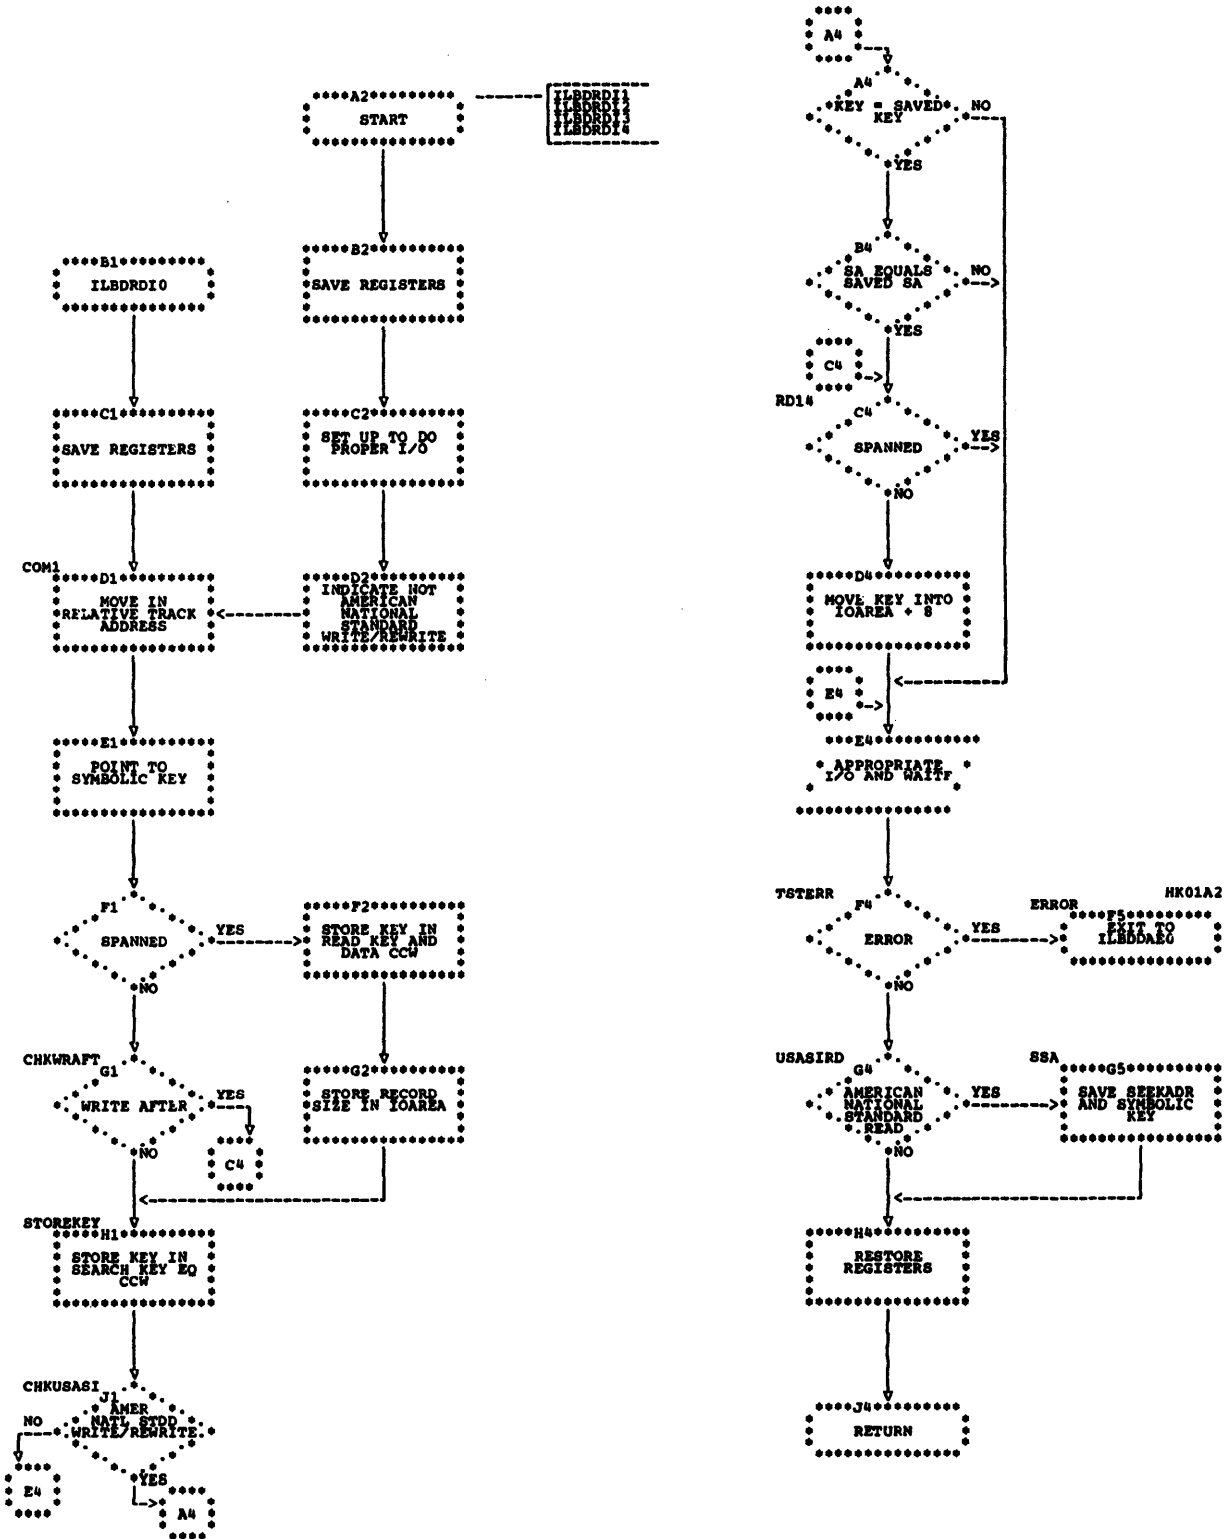 A2
START
ILBDRDI1
ILBDRDI2
ILBDRDI3
ILBDRDI4
B1
ILBDRDI0
B2
SAVE REGISTERS
C1
SAVE REGISTERS
C2
SET UP TO DO
PROPER I/O
COM1
D1
MOVE IN
RELATIVE TRACK
ADDRESS
D2
INDICATE NOT
AMERICAN
NATIONAL
STANDARD
WRITE/REWRITE
E1
POINT TO
SYMBOLIC KEY
F1
SPANNED
YES
NO
F2
STORE KEY IN
READ KEY AND
DATA CCW
CHKWRAFT
G1
WRITE AFTER
YES
NO
C4
G2
STORE RECORD
SIZE IN IOAREA
STOREKEY
H1
STORE KEY IN
SEARCH KEY EQ
CCW
CHKUSASI
J1
AMER
NATL STDD
WRITE/REWRITE
NO
YES
E4
A4
A4
A4
KEY = SAVED
KEY
NO
YES
B4
SA EQUALS
SAVED SA
NO
YES
C4
RD14
C4
SPANNED
YES
NO
D4
MOVE KEY INTO
IOAREA + 8
E4
E4
APPROPRIATE
I/O AND WAITF
TSTERR
F4
ERROR
YES
NO
ERROR
HK01A2
F5
EXIT TO
ILBDDAE0
USASIRD
G4
AMERICAN
NATIONAL
STANDARD
READ
YES
NO
SSA
G5
SAVE SEEKADR
AND SYMBOLIC
KEY
H4
RESTORE
REGISTERS
J4
RETURN